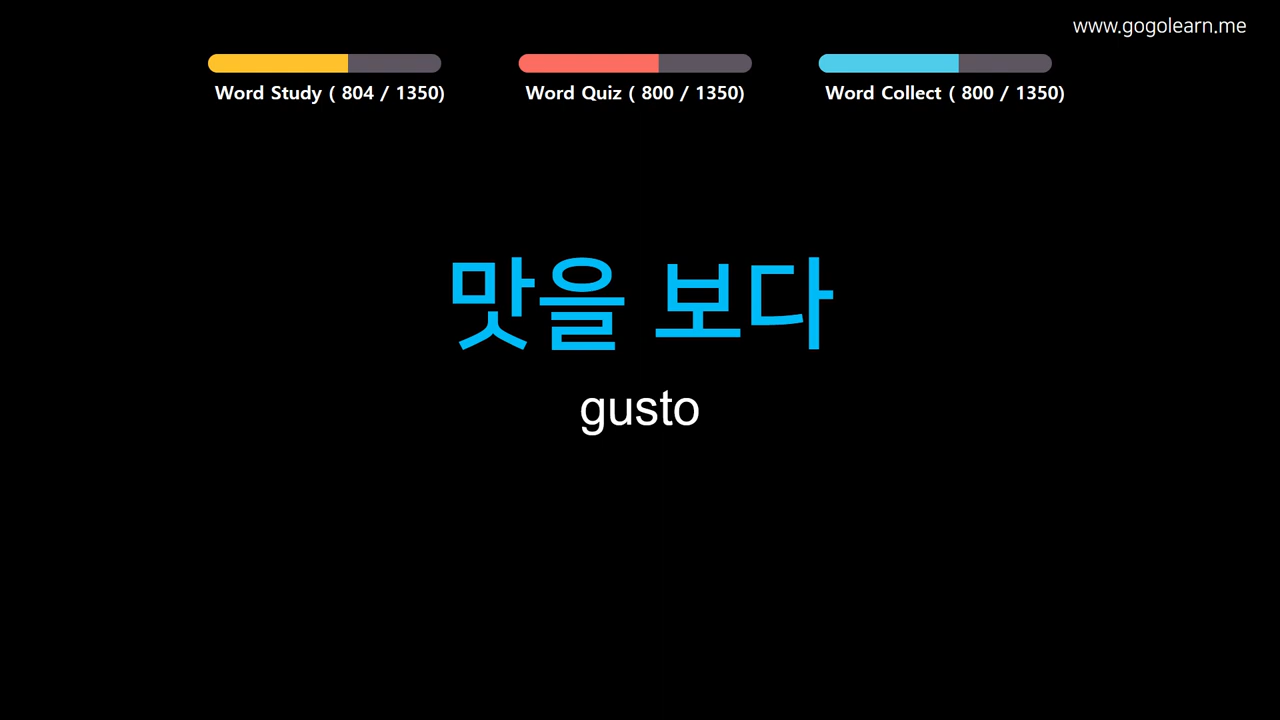 www.gogolearn.me
Word Study ( 804 / 1350)
Word Quiz ( 800 / 1350)
Word Collect ( 800 / 1350)
맛을 보다
gusto